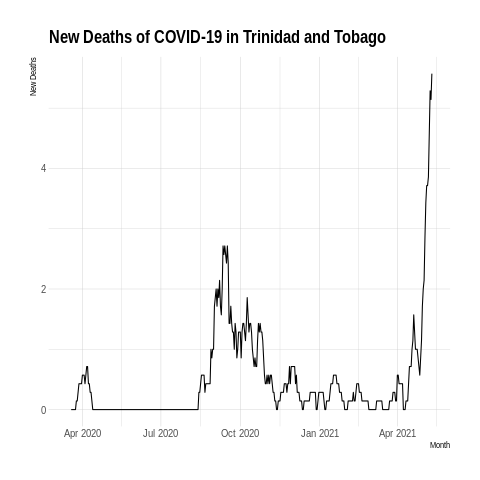 New Deaths of COVID-19 in Trinidad and Tobago
New Deaths
4
2
0
Apr 2020 Jul 2020 Oct 2020 Jan 2021 Apr 2021
Month